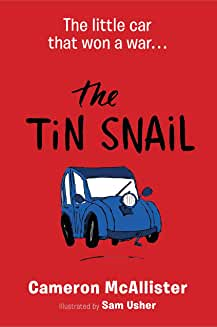 The little car
that won a war...
the
TiN SNAiL
Cameron McAllister
Illustrated by Sam Usher